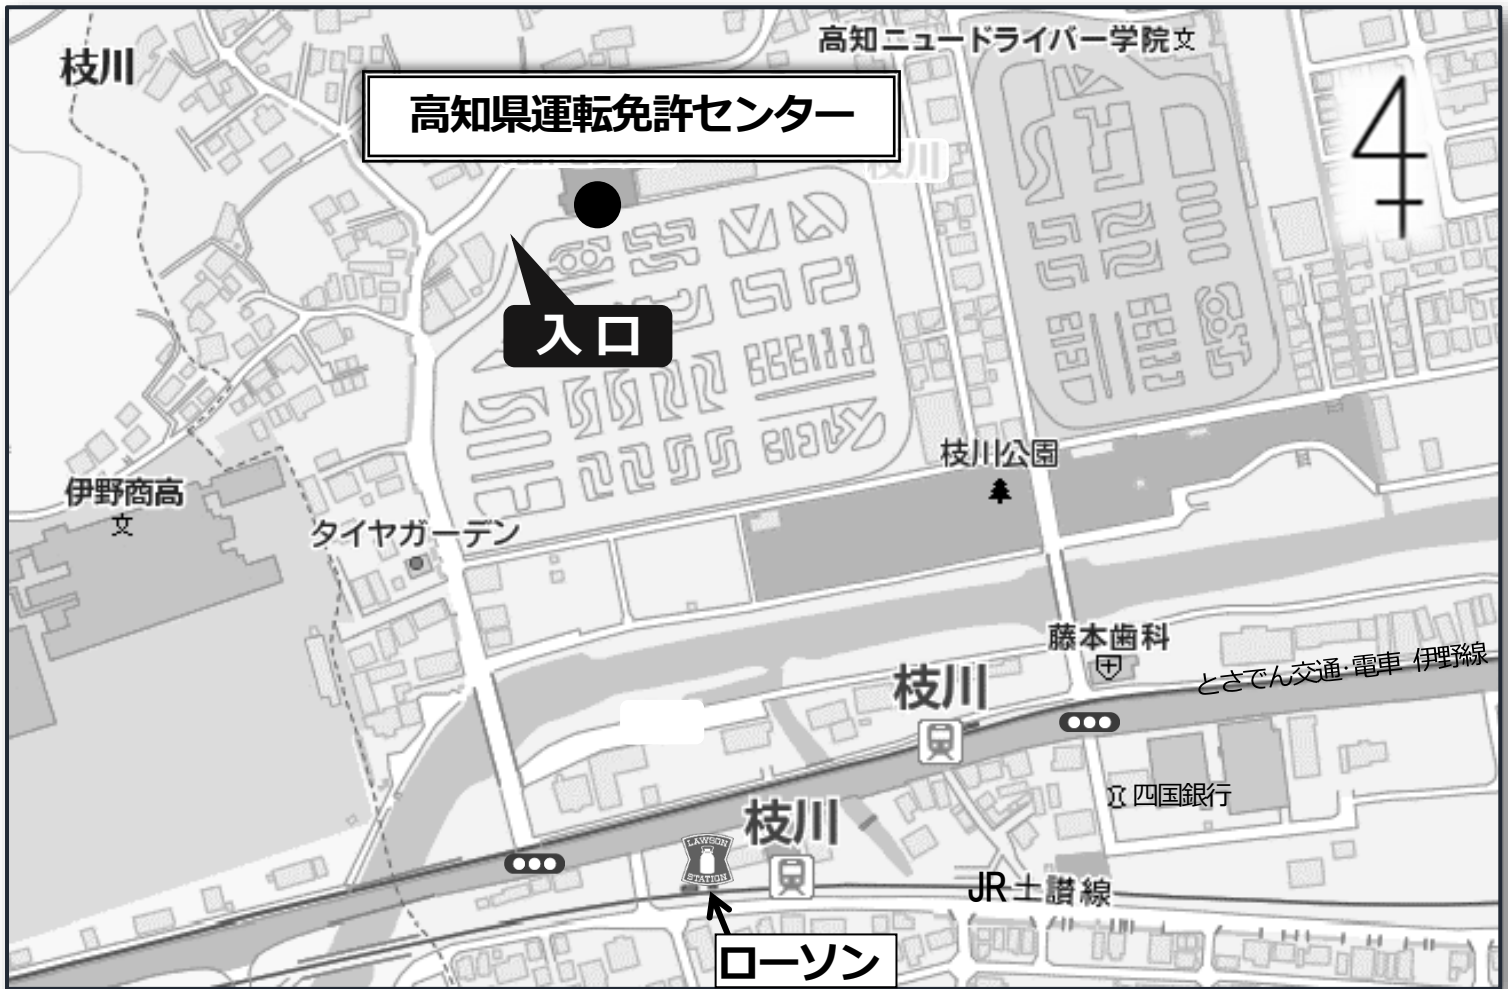 高知ニュードライバー学院
枝川
高知県運転免許センター
枝川
入口
枝川公園
伊野商高
タイヤガーデン
藤本歯科
とさでん交通・電車 伊野線
枝川
四国銀行
枝川
LAWSON
STATION
JR土讃線
ローソン